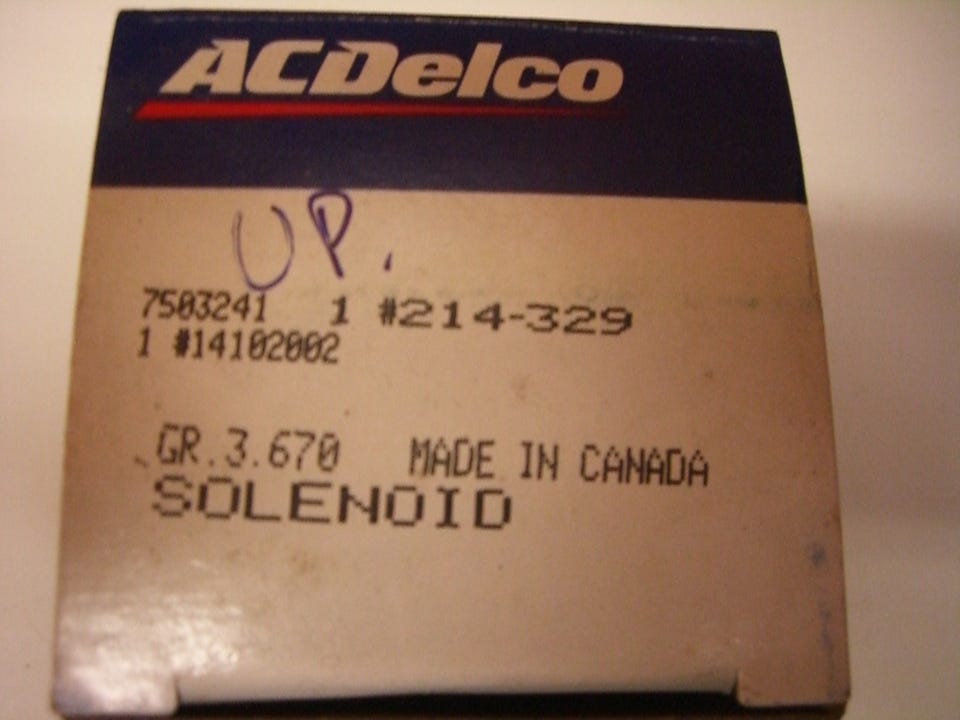 ACDelco
UP.
7503241 1 #214-329
1 #14102002
GR.3.670 MADE IN CANADA
SOLENOID